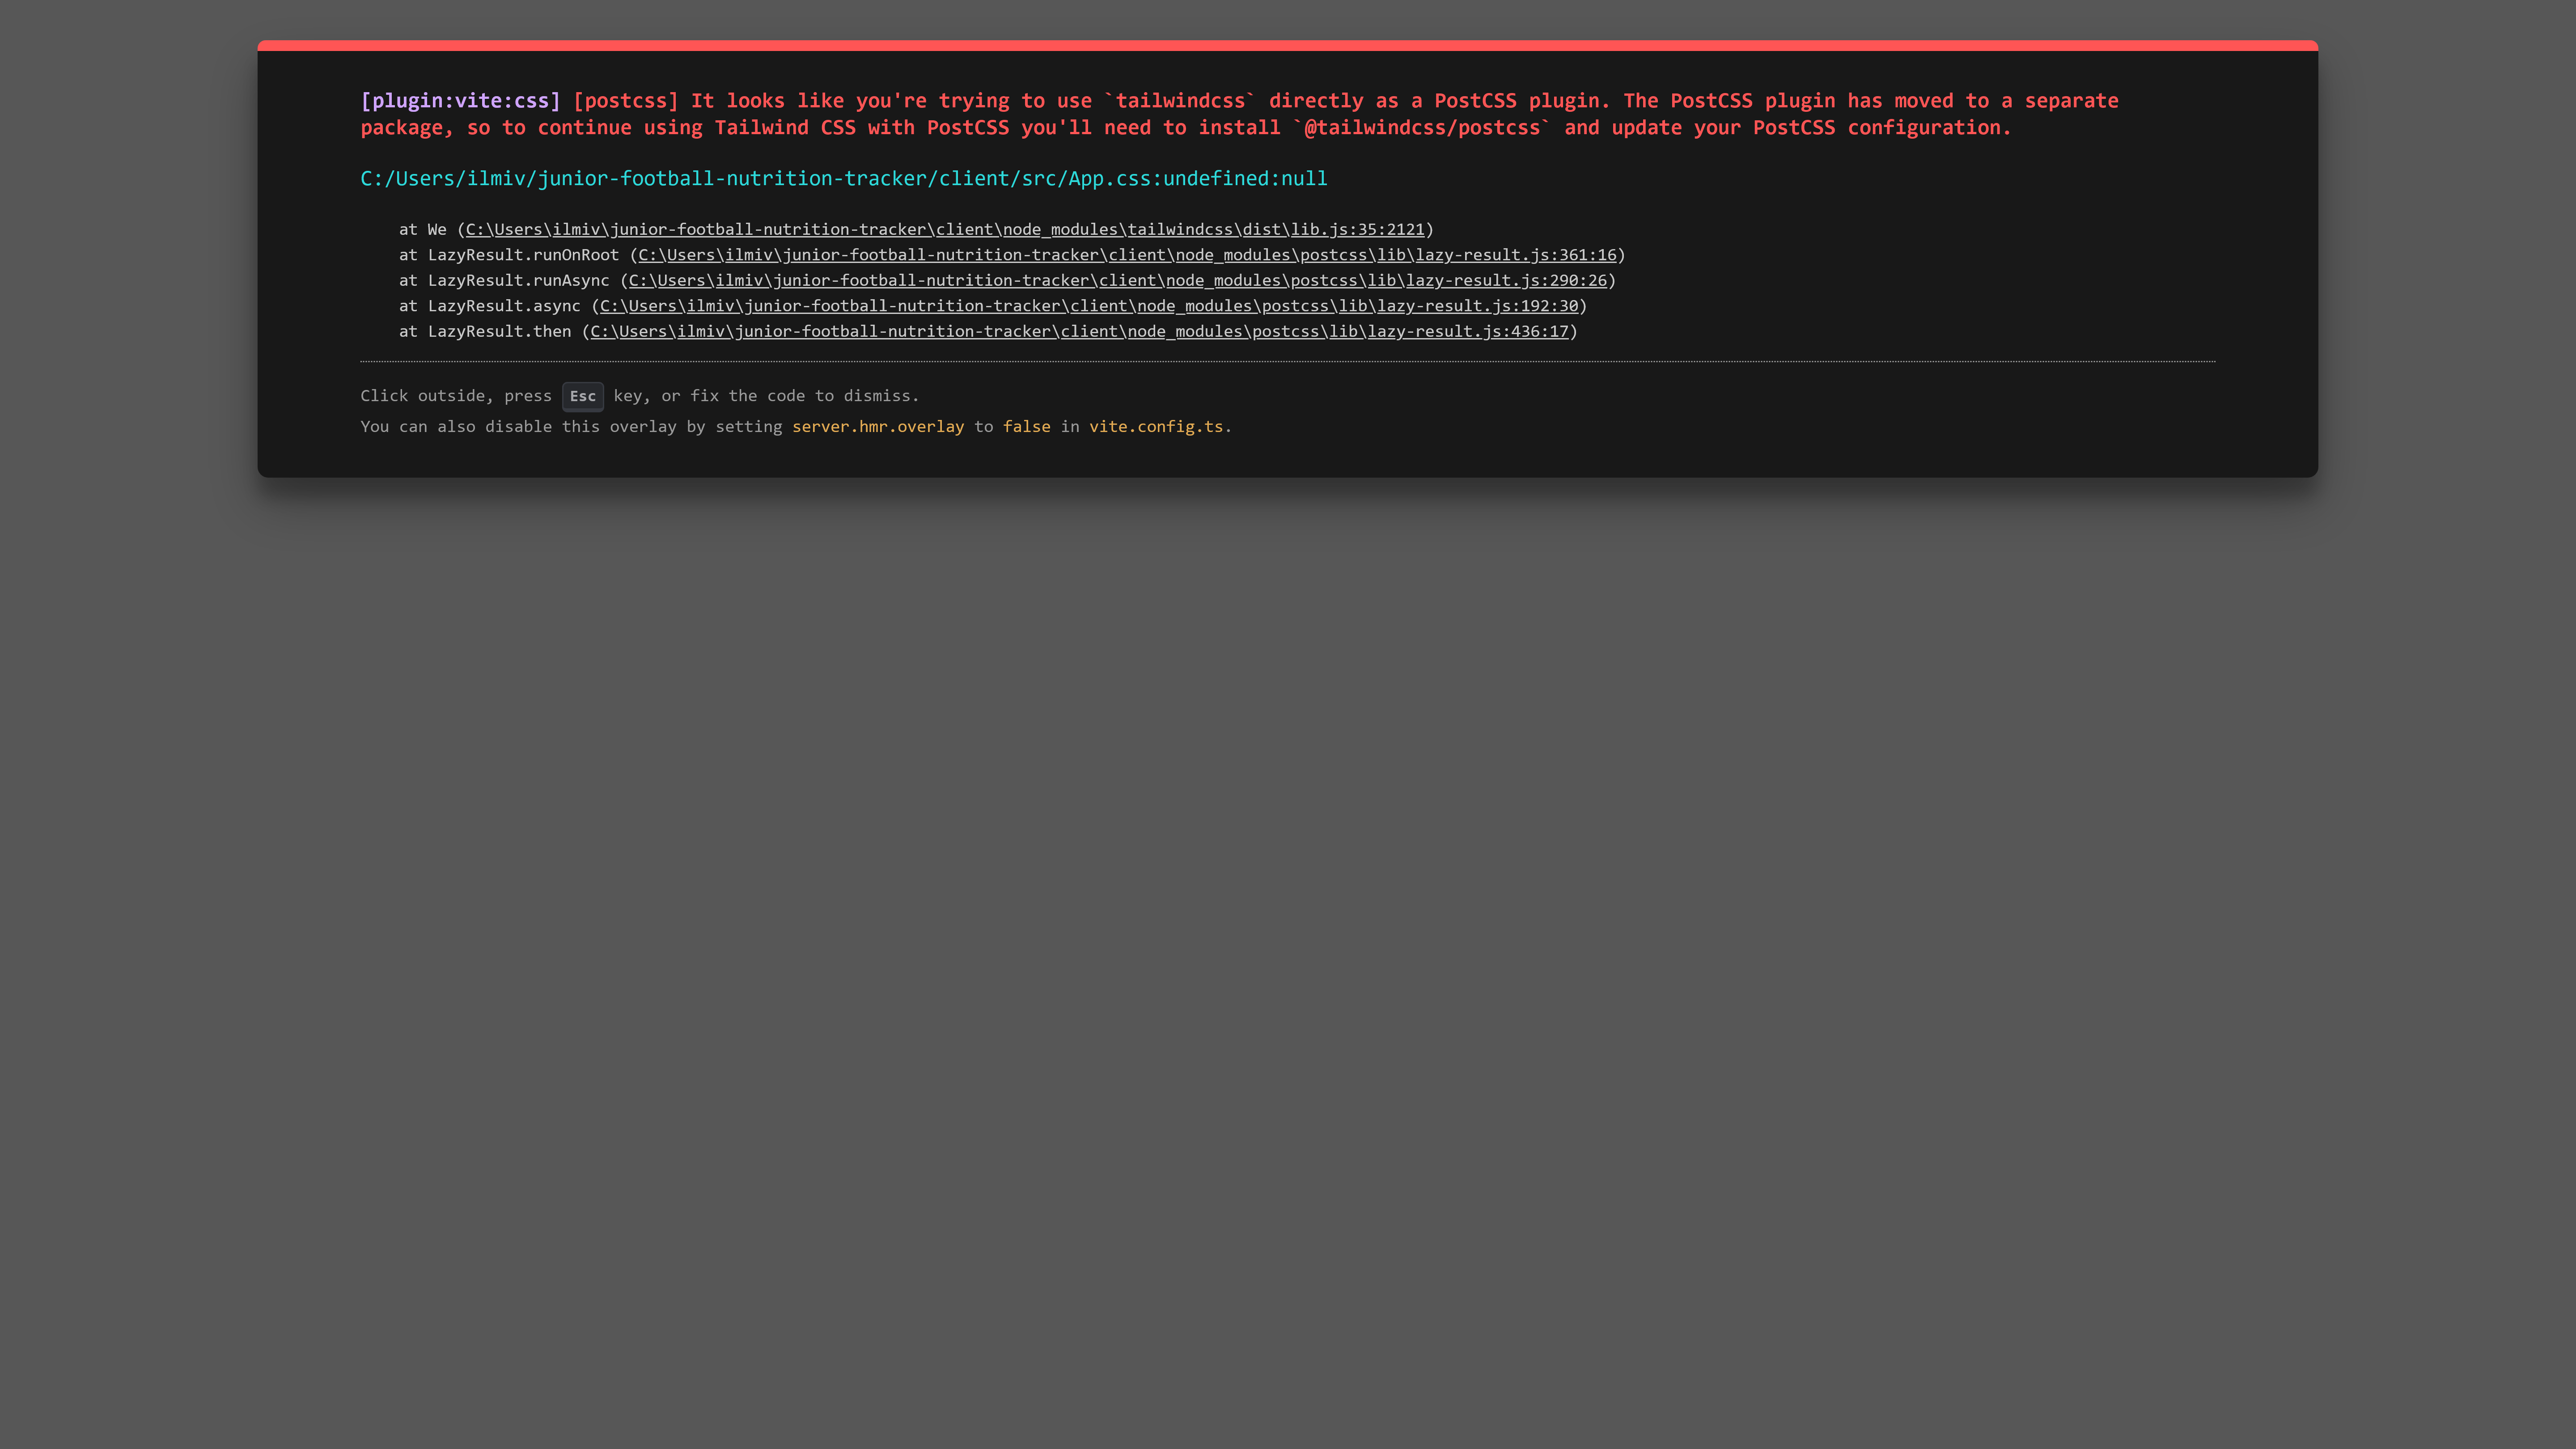 [plugin:vite:css] [postcss] It looks like you're trying to use `tailwindcss` directly as a PostCSS plugin. The PostCSS plugin has moved to a separate
package, so to continue using Tailwind CSS with PostCSS you'll need to install `@tailwindcss/postcss` and update your PostCSS configuration.
C:/Users/ilmiv/junior-football-nutrition-tracker/client/src/App.css:undefined:null
at We (C:\Users\ilmiv\junior-football-nutrition-tracker\client\node_modules\tailwindcss\dist\lib.js:35:2121)
at LazyResult.runOnRoot (C:\Users\ilmiv\junior-football-nutrition-tracker\client\node_modules\postcss\lib\lazy-result.js:361:16)
at LazyResult.runAsync (C:\Users\ilmiv\junior-football-nutrition-tracker\client\node_modules\postcss\lib\lazy-result.js:290:26)
at LazyResult.async (C:\Users\ilmiv\junior-football-nutrition-tracker\client\node_modules\postcss\lib\lazy-result.js:192:30)
at LazyResult.then (C:\Users\ilmiv\junior-football-nutrition-tracker\client\node_modules\postcss\lib\lazy-result.js:436:17)
Click outside, press Esc key, or fix the code to dismiss.
You can also disable this overlay by setting server.hmr.overlay to false in vite.config.ts.